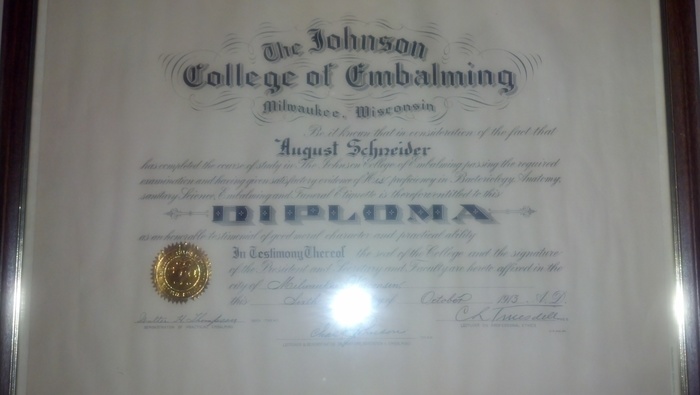 The Johnson
College of Embalming
Milwaukee, Wisconsin
Be it known that in consideration of the fact that
August Schneider
has completed the course of study in The Johnson College of Embalming passing the required
examination and having given satisfactory evidence of His proficiency in Bacteriology, Anatomy,
Sanitary Science, Embalming and Funeral Etiquette is therefore entitled to this
DIPLOMA
as an honorable testimonial of good moral character and practical ability
In Testimony Whereof the seal of the College and the signature
of the President and Secretary and Faculty are hereto affixed in the
city of Milwaukee
this of October 1913 A.D.
C. L. Truesdell